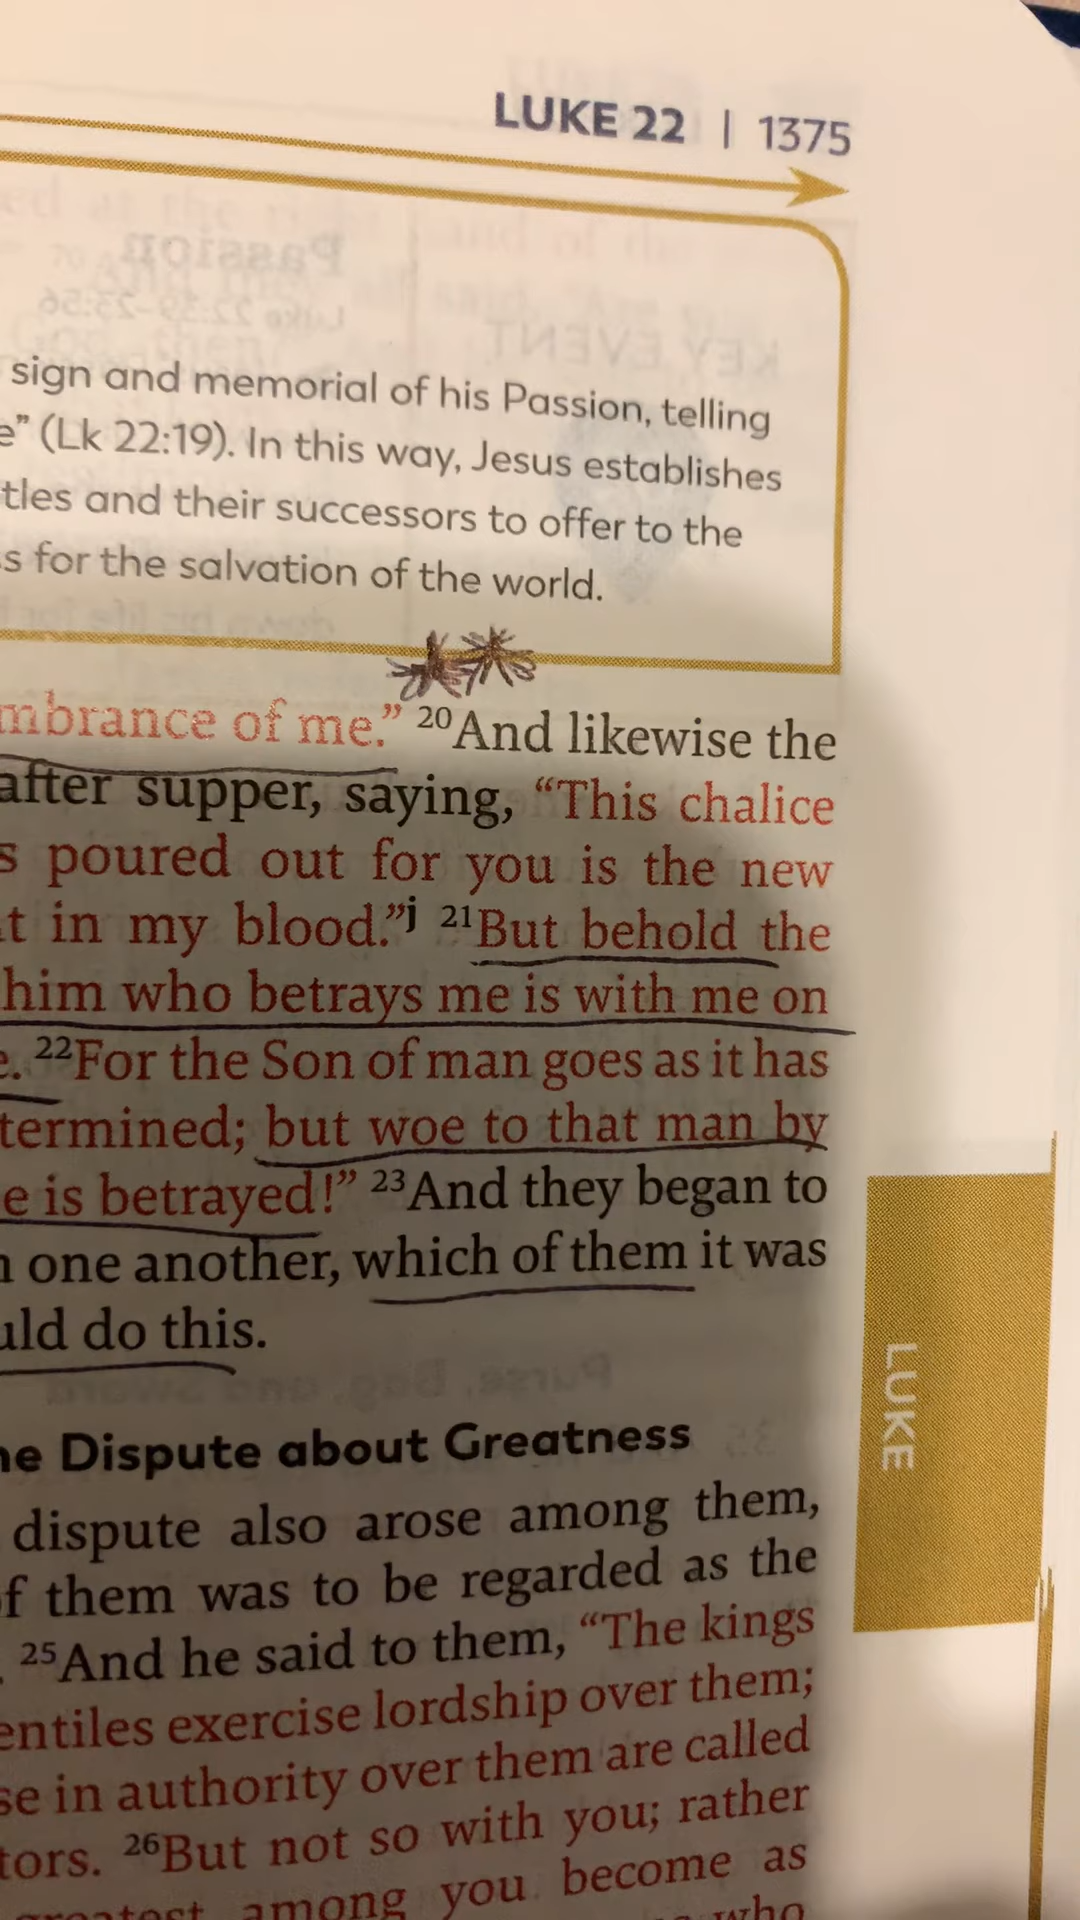 LUKE 22 | 1375
sign and memorial of his Passion, telling
e” (Lk 22:19). In this way, Jesus establishes
tles and their successors to offer to the
s for the salvation of the world.
mbrance of me.” 20And likewise the
after supper, saying, “This chalice
s poured out for you is the new
t in my blood.”j 21But behold the
him who betrays me is with me on
e. 22For the Son of man goes as it has
termined; but woe to that man by
e is betrayed!” 23And they began to
n one another, which of them it was
uld do this.
LUKE
he Dispute about Greatness
dispute also arose among them,
of them was to be regarded as the
. 25And he said to them, “The kings
entiles exercise lordship over them;
se in authority over them are called
tors. 26But not so with you; rather
greatest among you become as
who